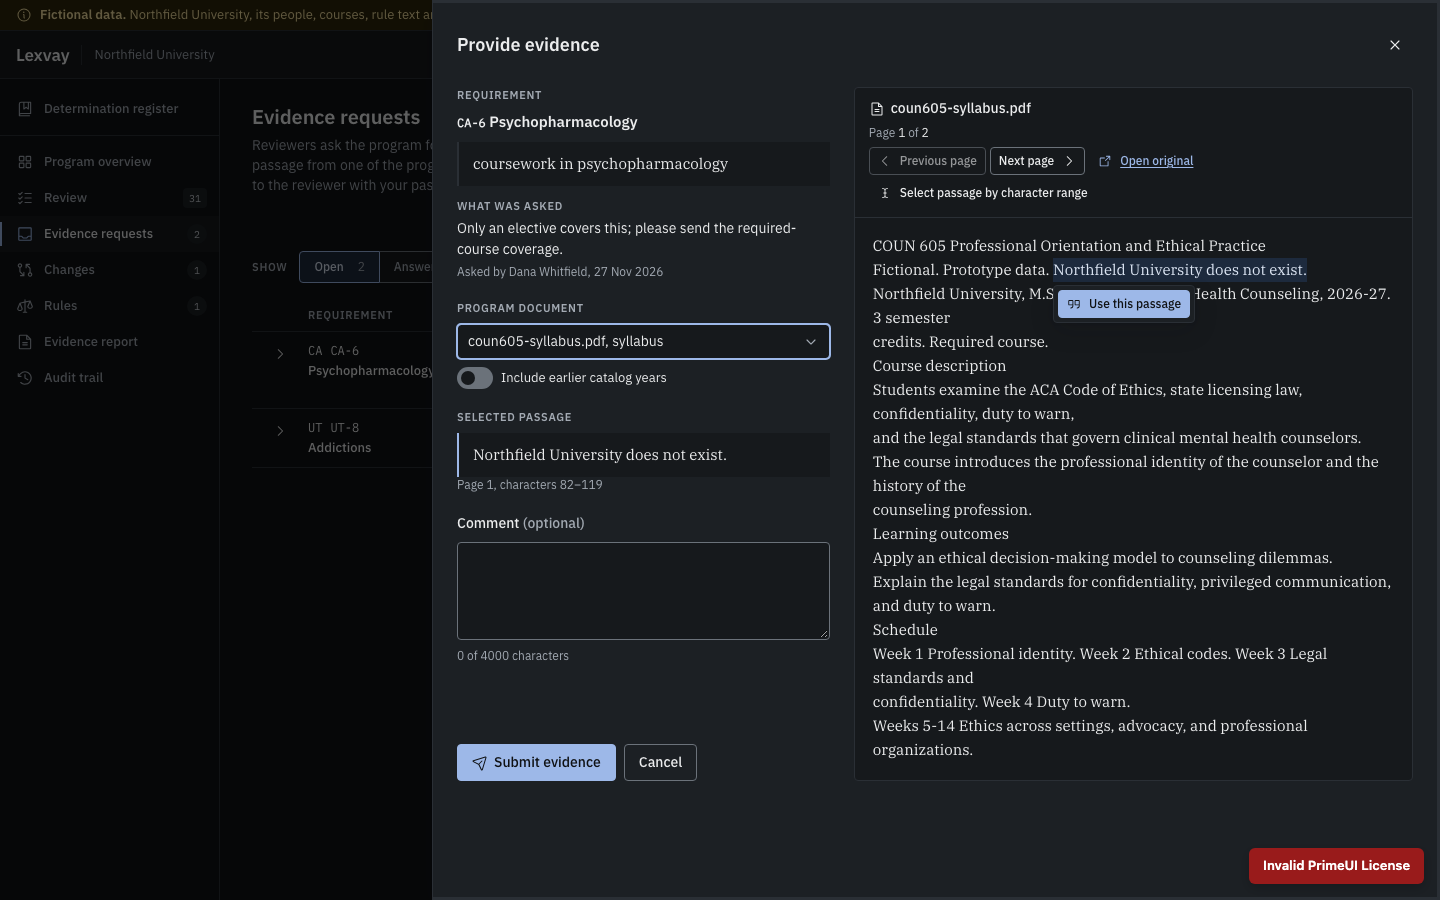 Fictional data. Northfield University, its people, courses, rule text ar
Lexvay
Northfield University
Determination register
Program overview
Review 31
Evidence requests 2
Changes 1
Rules 1
Evidence report
Audit trail
Evidence requests
Reviewers ask the program fo
passage from one of the prog
to the reviewer with your pas
SHOW
Open 2
Answe
REQUIREMENT
CA CA-6
Psychopharmacology
UT UT-8
Addictions
Provide evidence
REQUIREMENT
CA-6 Psychopharmacology
coursework in psychopharmacology
WHAT WAS ASKED
Only an elective covers this; please send the required-
course coverage.
Asked by Dana Whitfield, 27 Nov 2026
PROGRAM DOCUMENT
coun605-syllabus.pdf, syllabus
Include earlier catalog years
SELECTED PASSAGE
Northfield University does not exist.
Page 1, characters 82–119
Comment (optional)
0 of 4000 characters
Submit evidence
Cancel
coun605-syllabus.pdf
Page 1 of 2
Previous page
Next page
Open original
Select passage by character range
COUN 605 Professional Orientation and Ethical Practice
Fictional. Prototype data. Northfield University does not exist.
Northfield University, M.S Health Counseling, 2026-27.
Use this passage
3 semester
credits. Required course.
Course description
Students examine the ACA Code of Ethics, state licensing law,
confidentiality, duty to warn,
and the legal standards that govern clinical mental health counselors.
The course introduces the professional identity of the counselor and the
history of the
counseling profession.
Learning outcomes
Apply an ethical decision-making model to counseling dilemmas.
Explain the legal standards for confidentiality, privileged communication,
and duty to warn.
Schedule
Week 1 Professional identity. Week 2 Ethical codes. Week 3 Legal
standards and
confidentiality. Week 4 Duty to warn.
Weeks 5-14 Ethics across settings, advocacy, and professional
organizations.
Invalid PrimeUI License